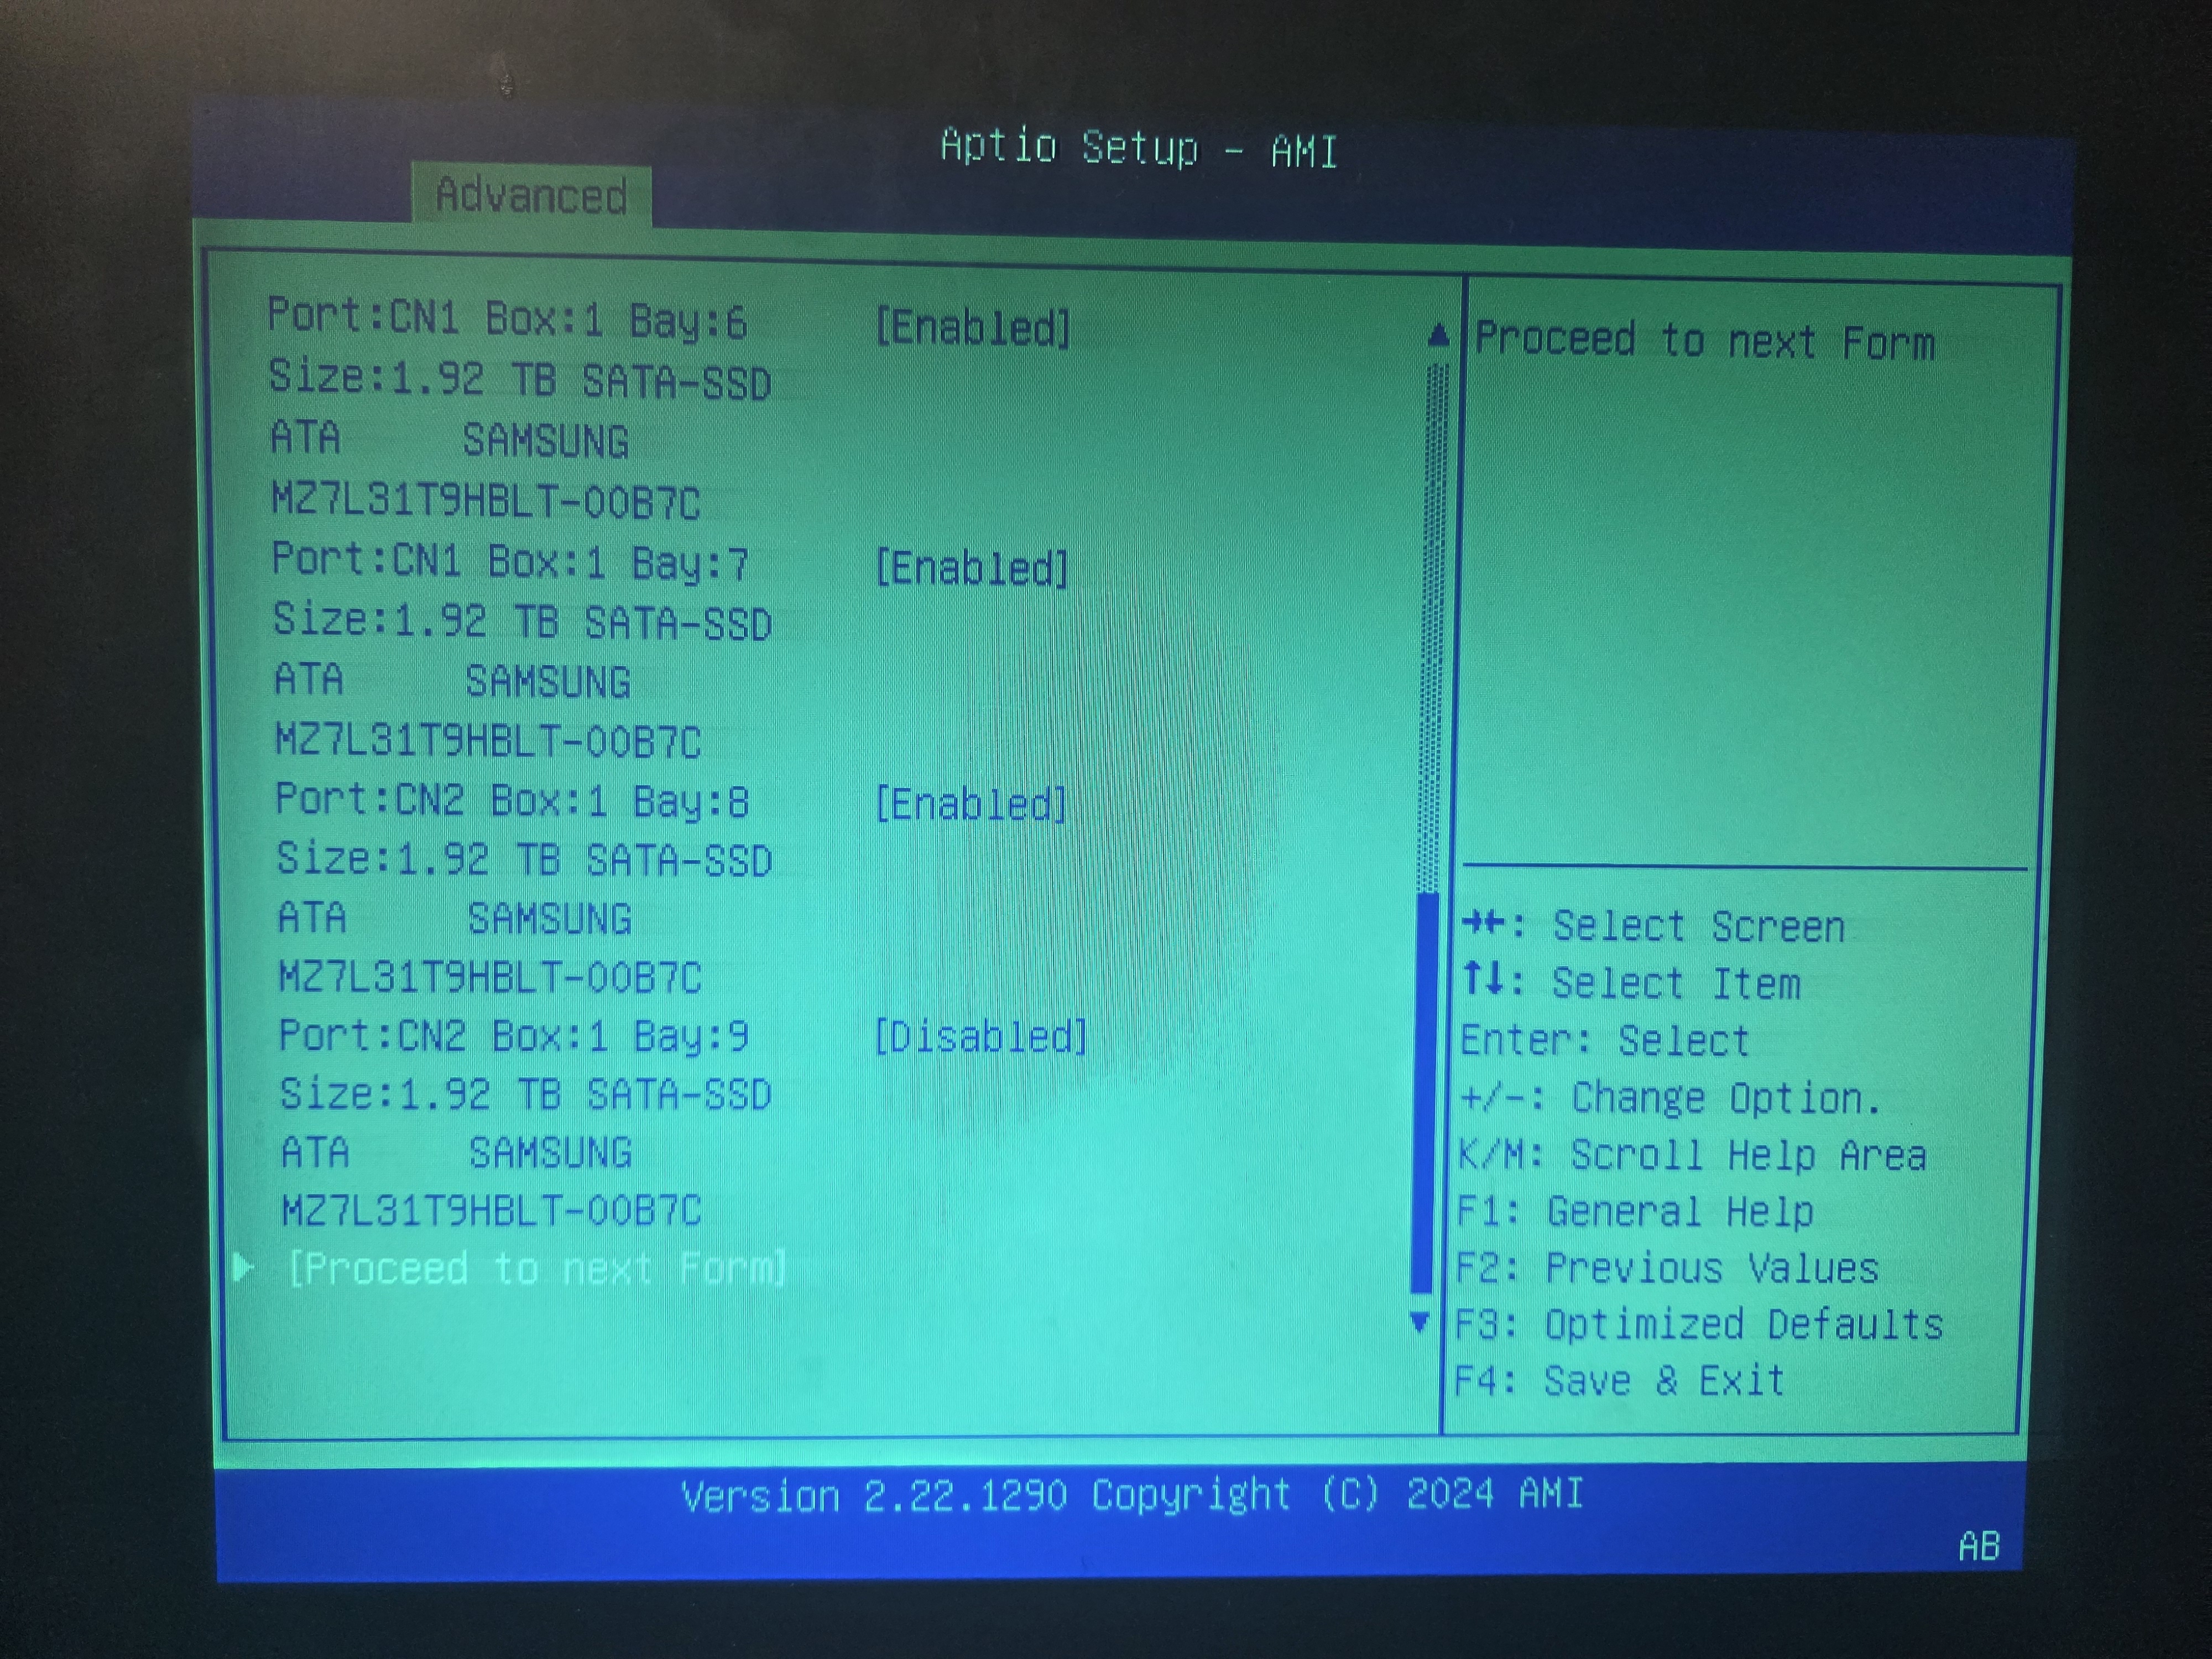 Aptio Setup - AMI
Advanced
Port:CN1 Box:1 Bay:6 [Enabled]
Size:1.92 TB SATA-SSD
ATA SAMSUNG
MZ7L31T9HBLT-00B7C
Port:CN1 Box:1 Bay:7 [Enabled]
Size:1.92 TB SATA-SSD
ATA SAMSUNG
MZ7L31T9HBLT-00B7C
Port:CN2 Box:1 Bay:8 [Enabled]
Size:1.92 TB SATA-SSD
ATA SAMSUNG
MZ7L31T9HBLT-00B7C
Port:CN2 Box:1 Bay:9 [Disabled]
Size:1.92 TB SATA-SSD
ATA SAMSUNG
MZ7L31T9HBLT-00B7C
[Proceed to next Form]
Proceed to next Form
→←: Select Screen
↑↓: Select Item
Enter: Select
+/-: Change Option.
K/M: Scroll Help Area
F1: General Help
F2: Previous Values
F3: Optimized Defaults
F4: Save & Exit
Version 2.22.1290 Copyright (C) 2024 AMI
AB